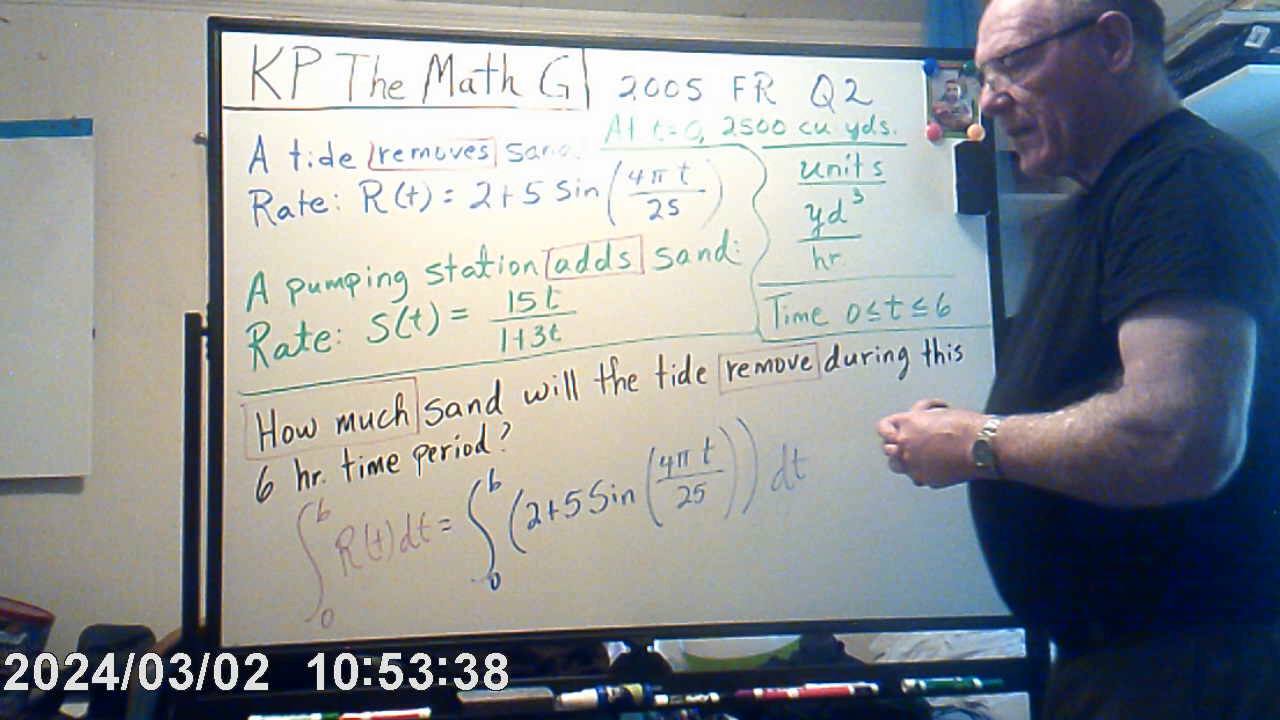 KP The Math G
2005 FR Q2
At t=0, 2500 cu yds.
A tide removes sand.
Rate: R(t) = 2+5 Sin(4πt/25)
A pumping station adds sand:
Rate: S(t) = 15t/1+3t
units
yd³/hr.
Time 0≤t≤6
How much sand will the tide remove during this
6 hr. time period?
∫₀⁶ R(t)dt = ∫₀⁶ (2+5 Sin(4πt/25)) dt
2024/03/02 10:53:38